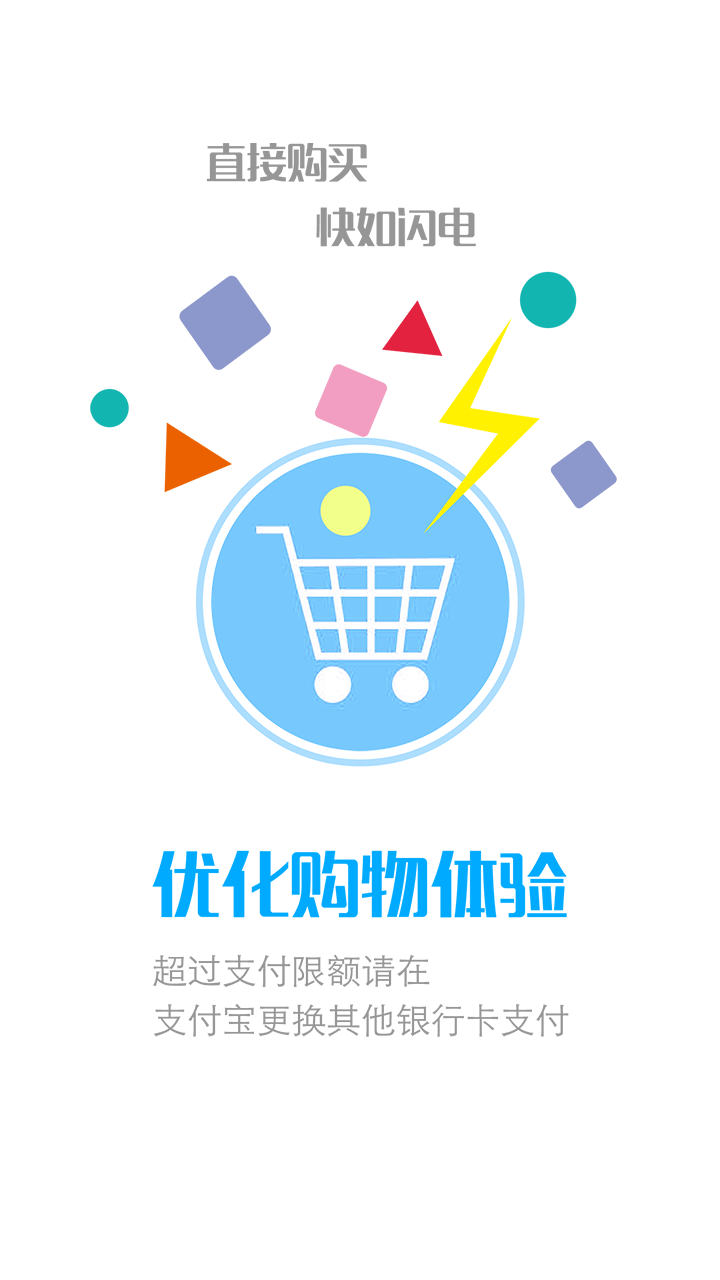 直接购买
快如闪电
优化购物体验
超过支付限额请在
支付宝更换其他银行卡支付